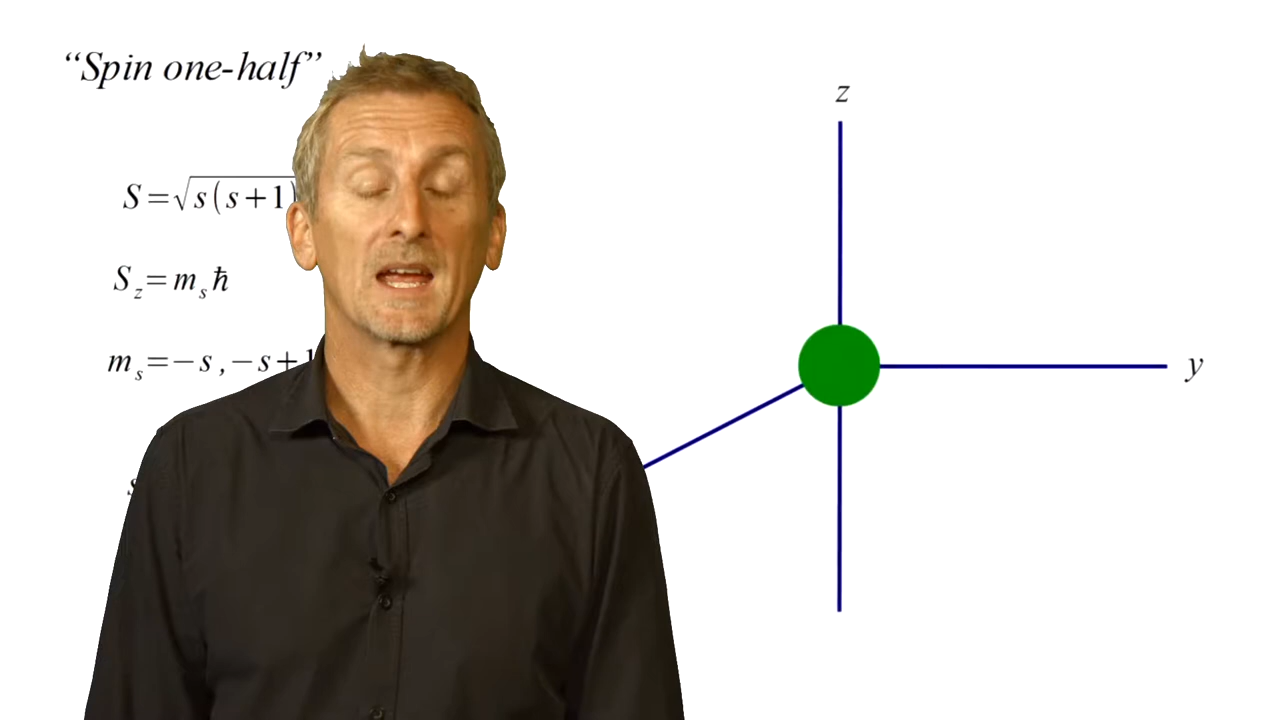 “Spin one-half”
S=√s(s+1)
S_z=m_sħ
m_s=−s,−s+1
s
z
y